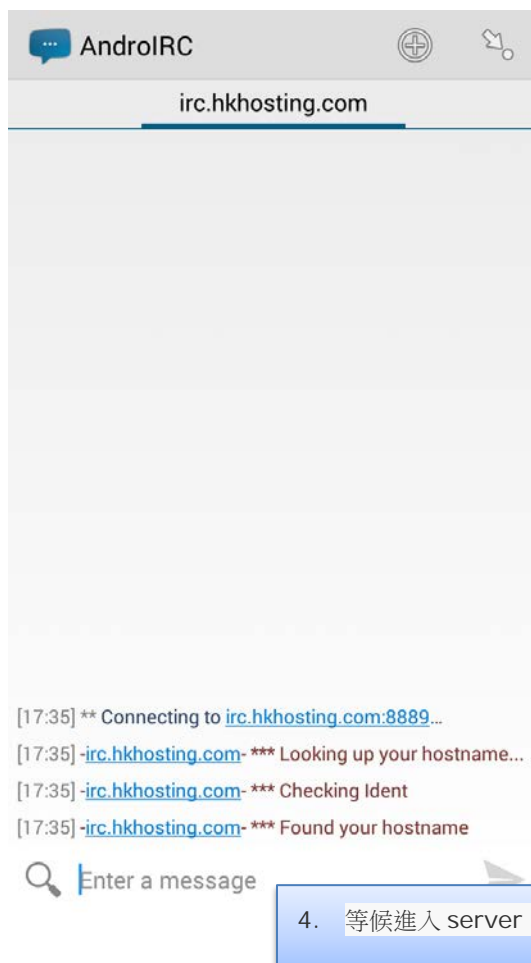 AndroIRC
irc.hkhosting.com
[17:35] ** Connecting to irc.hkhosting.com:8889...
[17:35] -irc.hkhosting.com- *** Looking up your hostname...
[17:35] -irc.hkhosting.com- *** Checking Ident
[17:35] -irc.hkhosting.com- *** Found your hostname
Enter a message
4. 等候進入 server